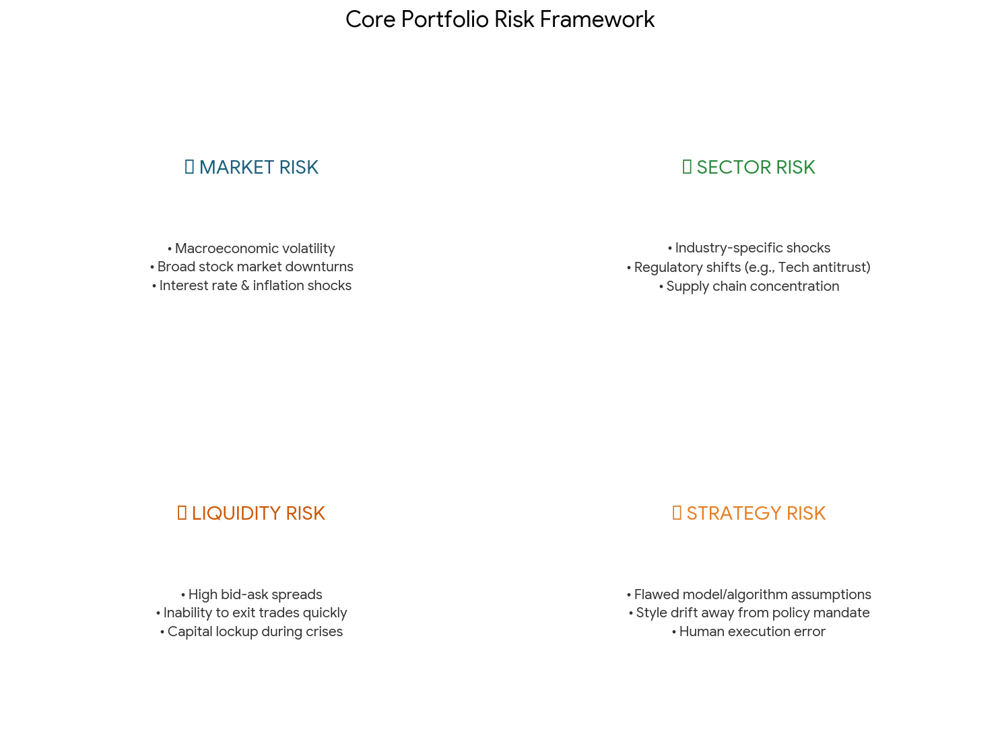 Core Portfolio Risk Framework
MARKET RISK
• Macroeconomic volatility
• Broad stock market downturns
• Interest rate & inflation shocks
SECTOR RISK
• Industry-specific shocks
• Regulatory shifts (e.g., Tech antitrust)
• Supply chain concentration
LIQUIDITY RISK
• High bid-ask spreads
• Inability to exit trades quickly
• Capital lockup during crises
STRATEGY RISK
• Flawed model/algorithm assumptions
• Style drift away from policy mandate
• Human execution error